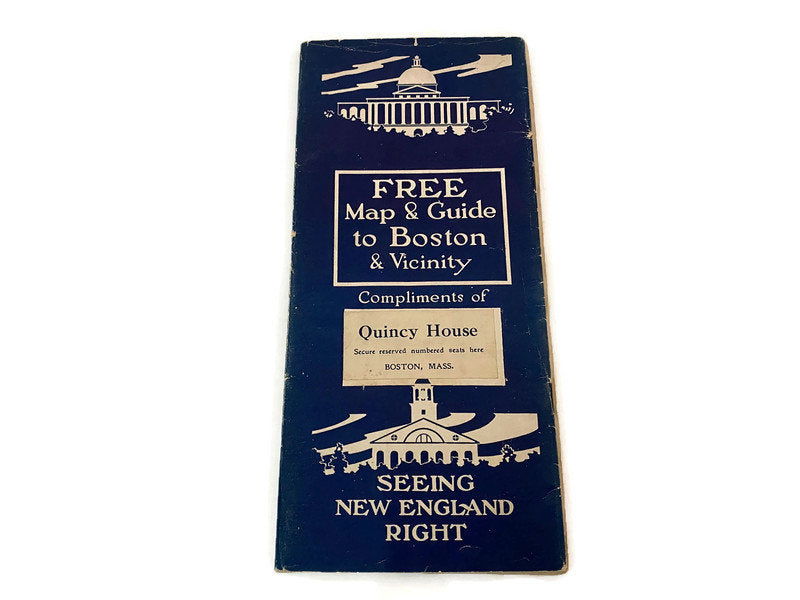 FREE
Map & Guide
to Boston
& Vicinity
Compliments of
Quincy House
Secure reserved numbered seats here
BOSTON, MASS.
SEEING
NEW ENGLAND
RIGHT